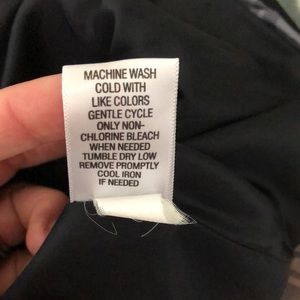 MACHINE WASH
COLD WITH
LIKE COLORS
GENTLE CYCLE
ONLY NON-
CHLORINE BLEACH
WHEN NEEDED
TUMBLE DRY LOW
REMOVE PROMPTLY
COOL IRON
IF NEEDED